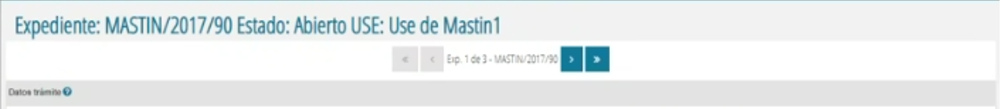 Expediente: MASTIN/2017/90 Estado: Abierto USE: Use de Mastin1
« ‹ Exp. 1 de 3 - MASTIN/2017/90 › »
Datos trámite ?